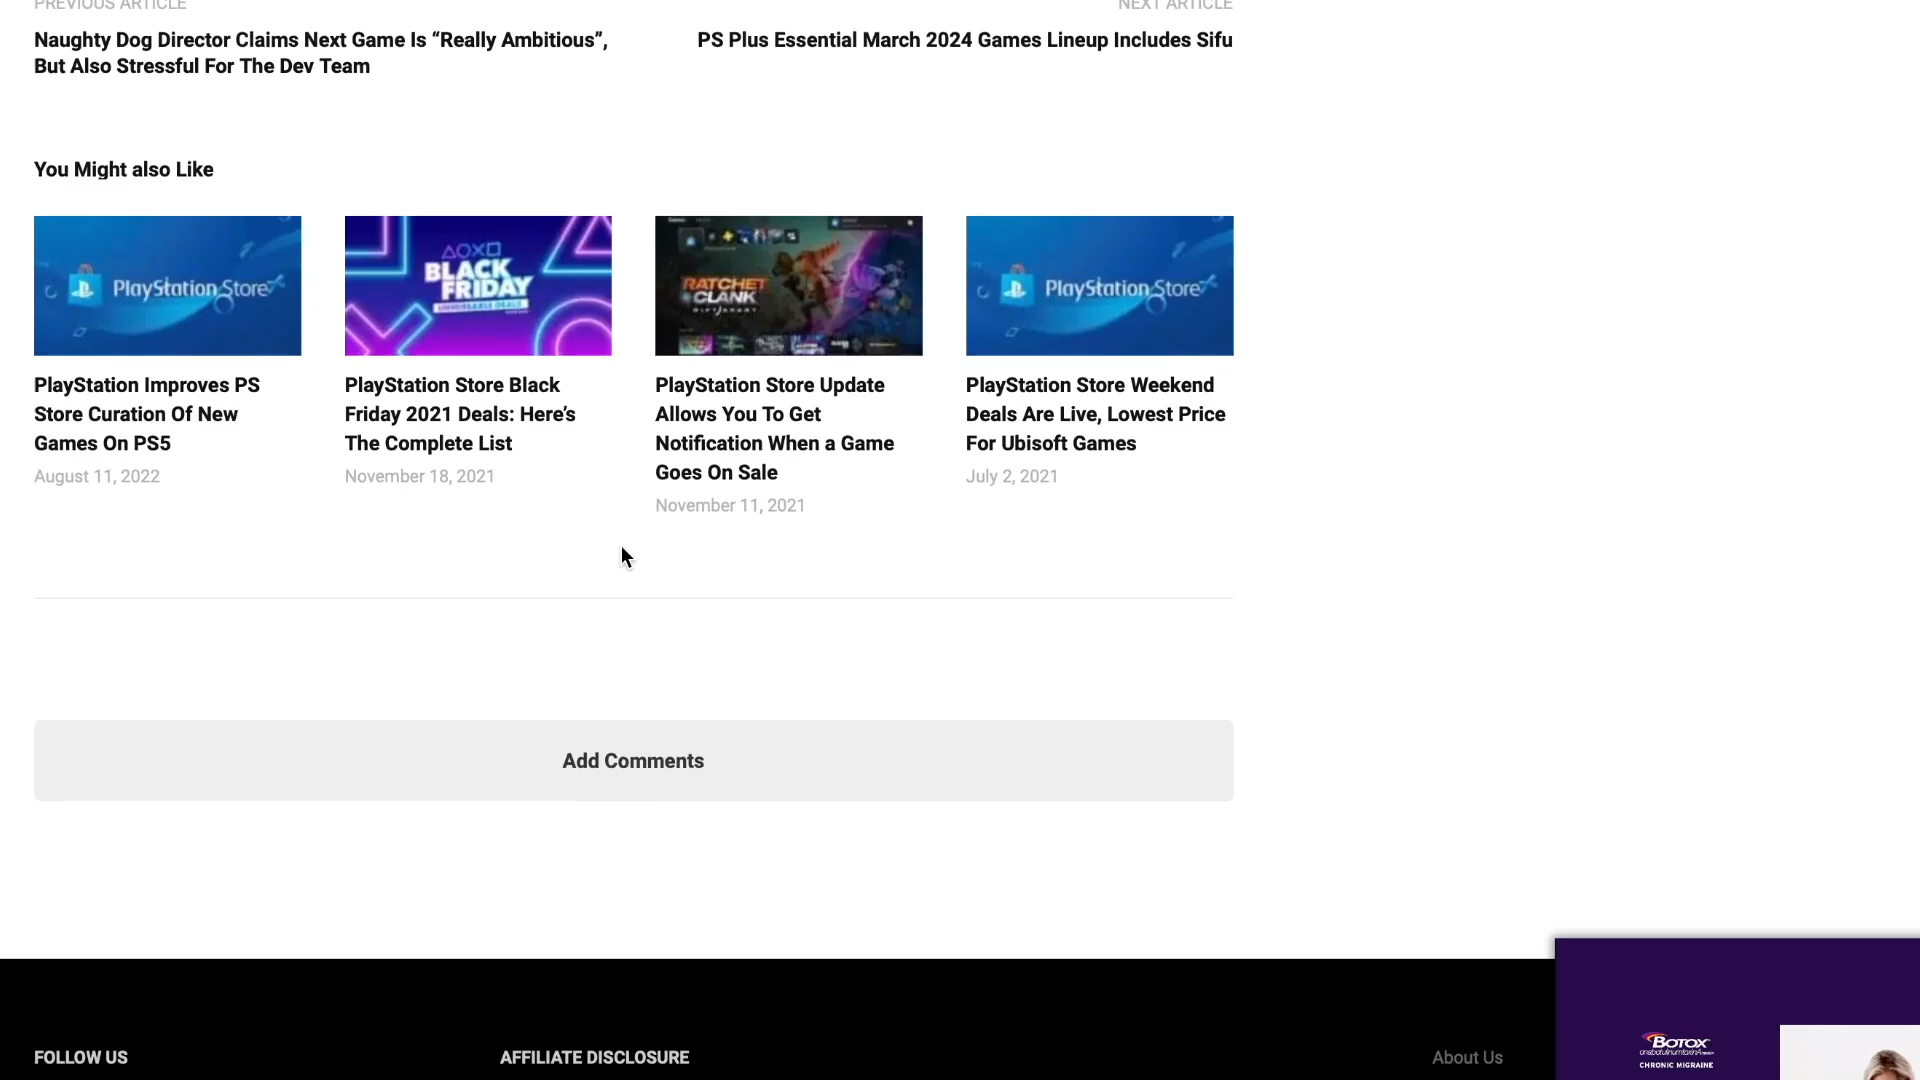 PREVIOUS ARTICLE
NEXT ARTICLE
Naughty Dog Director Claims Next Game Is “Really Ambitious”,
But Also Stressful For The Dev Team
PS Plus Essential March 2024 Games Lineup Includes Sifu
You Might also Like
PlayStation Store
BLACK
FRIDAY
RATCHET
CLANK
RIFT APART
PlayStation Store
PlayStation Improves PS
Store Curation Of New
Games On PS5
August 11, 2022
PlayStation Store Black
Friday 2021 Deals: Here’s
The Complete List
November 18, 2021
PlayStation Store Update
Allows You To Get
Notification When a Game
Goes On Sale
November 11, 2021
PlayStation Store Weekend
Deals Are Live, Lowest Price
For Ubisoft Games
July 2, 2021
Add Comments
FOLLOW US
AFFILIATE DISCLOSURE
About Us
BOTOX
CHRONIC MIGRAINE